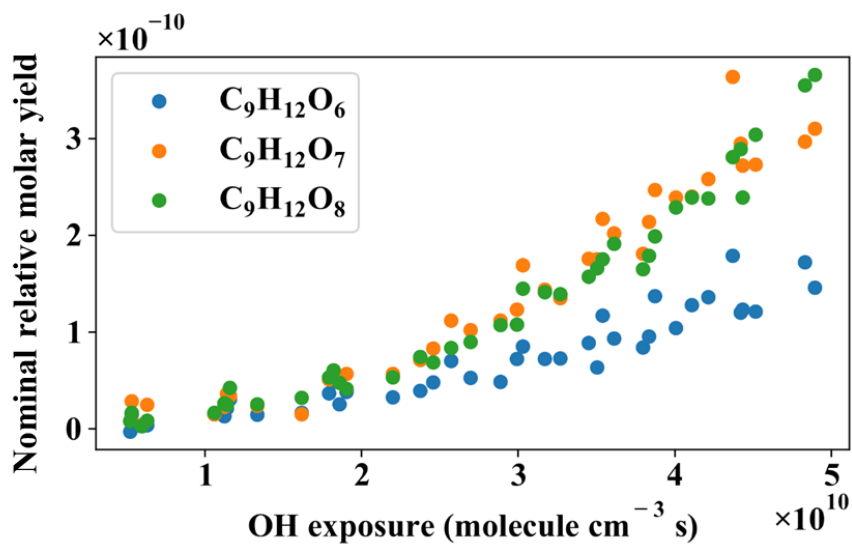 ×10⁻¹⁰
Nominal relative molar yield
C₉H₁₂O₆
C₉H₁₂O₇
C₉H₁₂O₈
3
2
1
0
1 2 3 4 5
×10¹⁰
OH exposure (molecule cm⁻³ s)